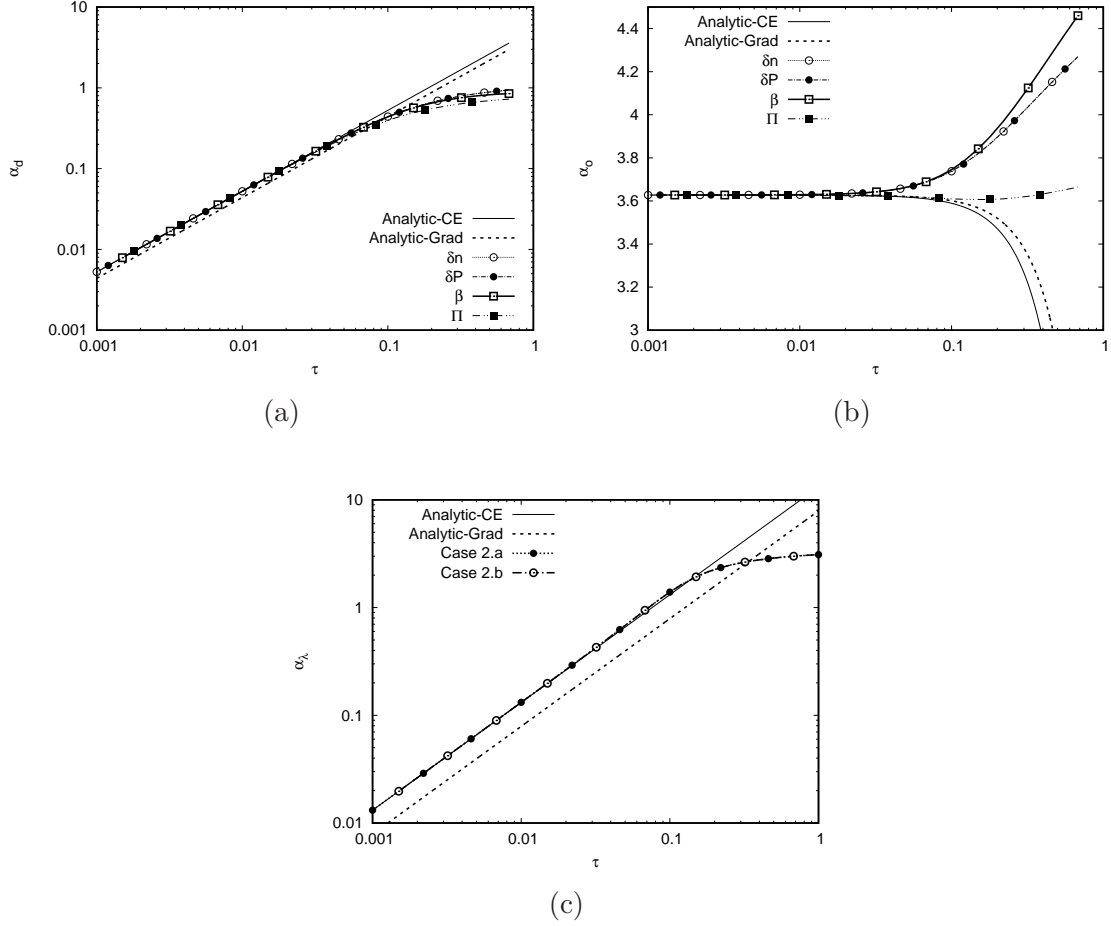 10
1
0.1
0.01
0.001
0.001 0.01 0.1 1
α_d
τ
Analytic-CE
Analytic-Grad
δn
δP
β
Π
(a)
4.4
4.2
4
3.8
3.6
3.4
3.2
3
0.001 0.01 0.1 1
α_o
τ
Analytic-CE
Analytic-Grad
δn
δP
β
Π
(b)
10
1
0.1
0.01
0.001 0.01 0.1 1
α_λ
τ
Analytic-CE
Analytic-Grad
Case 2.a
Case 2.b
(c)